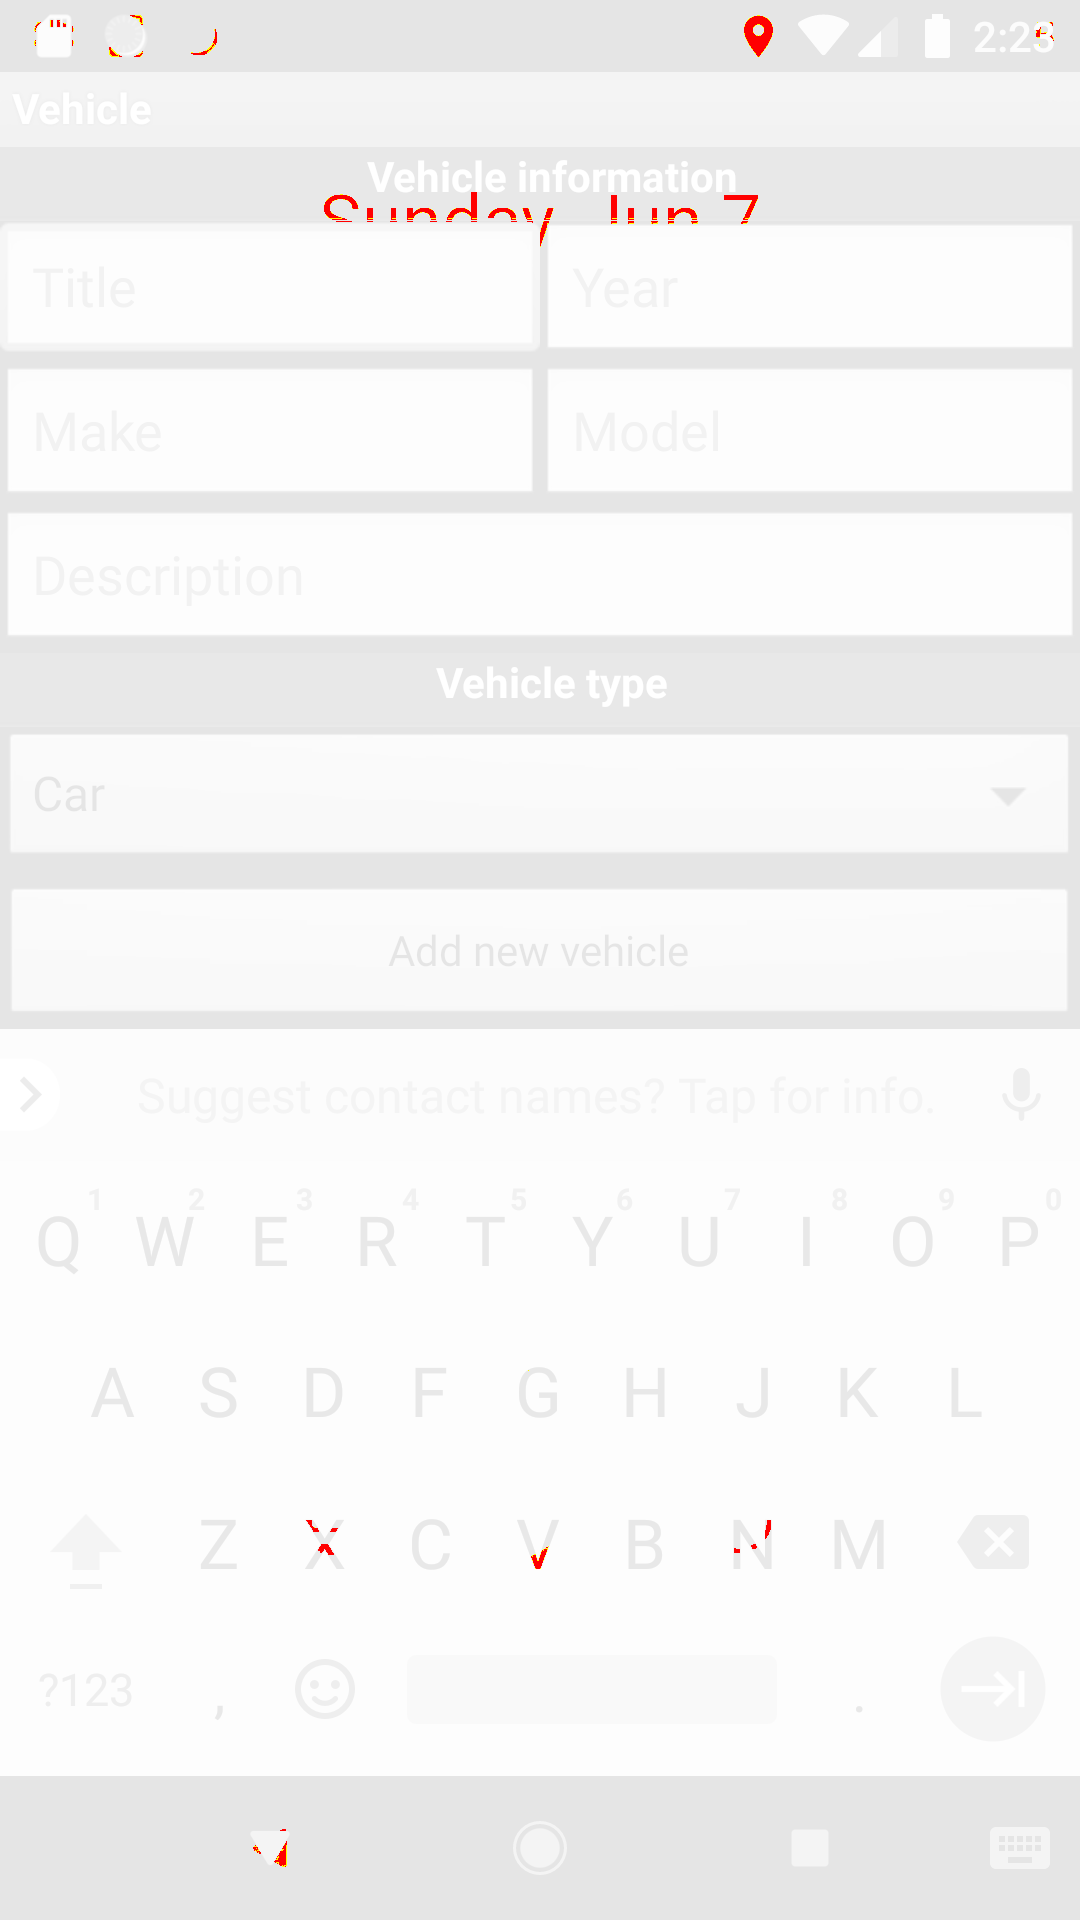 2:23
Vehicle
Vehicle information
Sunday, Jun 7
Title Year
Make Model
Description
Vehicle type
Car
Add new vehicle
Suggest contact names? Tap for info.
1 2 3 4 5 6 7 8 9 0
Q W E R T Y U I O P
A S D F G H J K L
Z X C V B N M
?123 , .